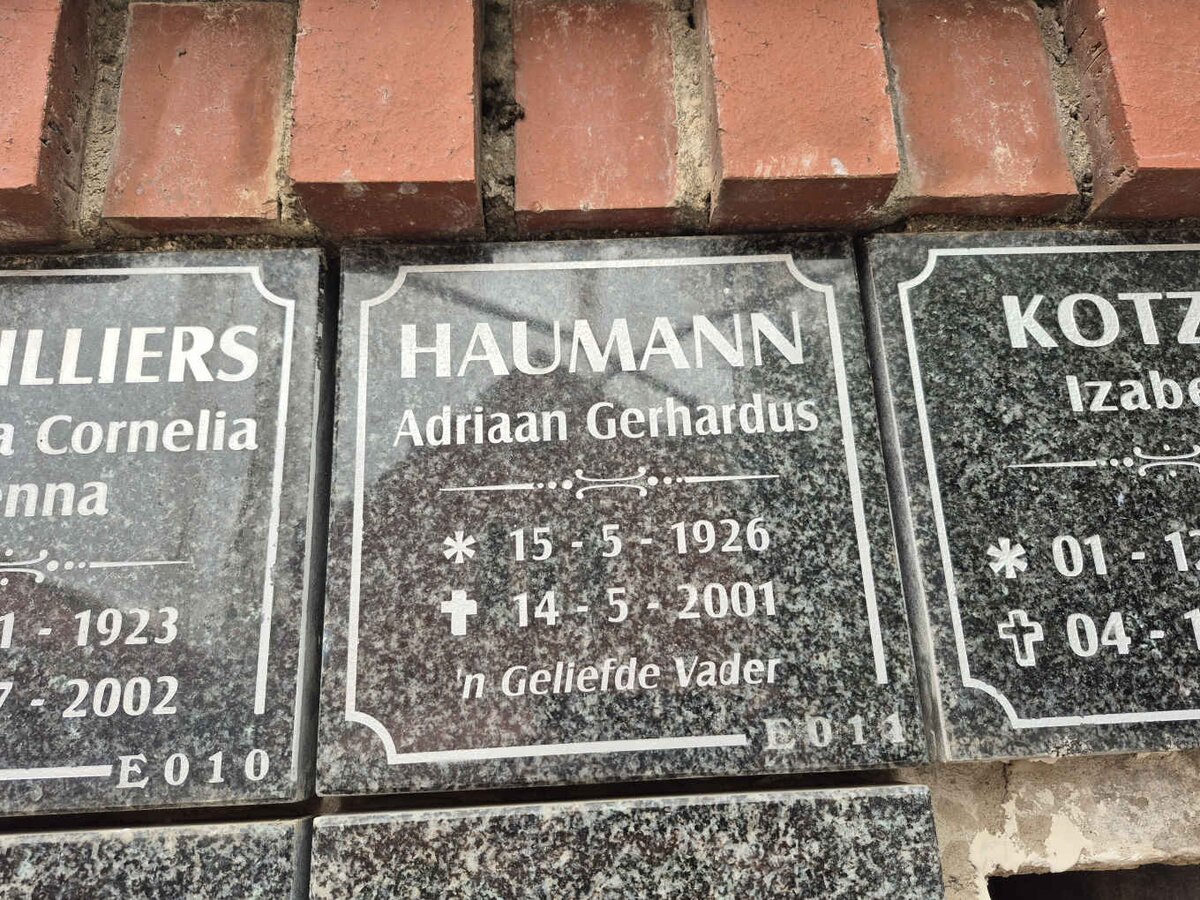 ILLIERS
a Cornelia
enna
1 - 1923
7 - 2002
E010
HAUMANN
Adriaan Gerhardus
* 15 - 5 - 1926
✝ 14 - 5 - 2001
'n Geliefde Vader
E011
KOTZ
Izabe
* 01 - 1
✝ 04 - 1